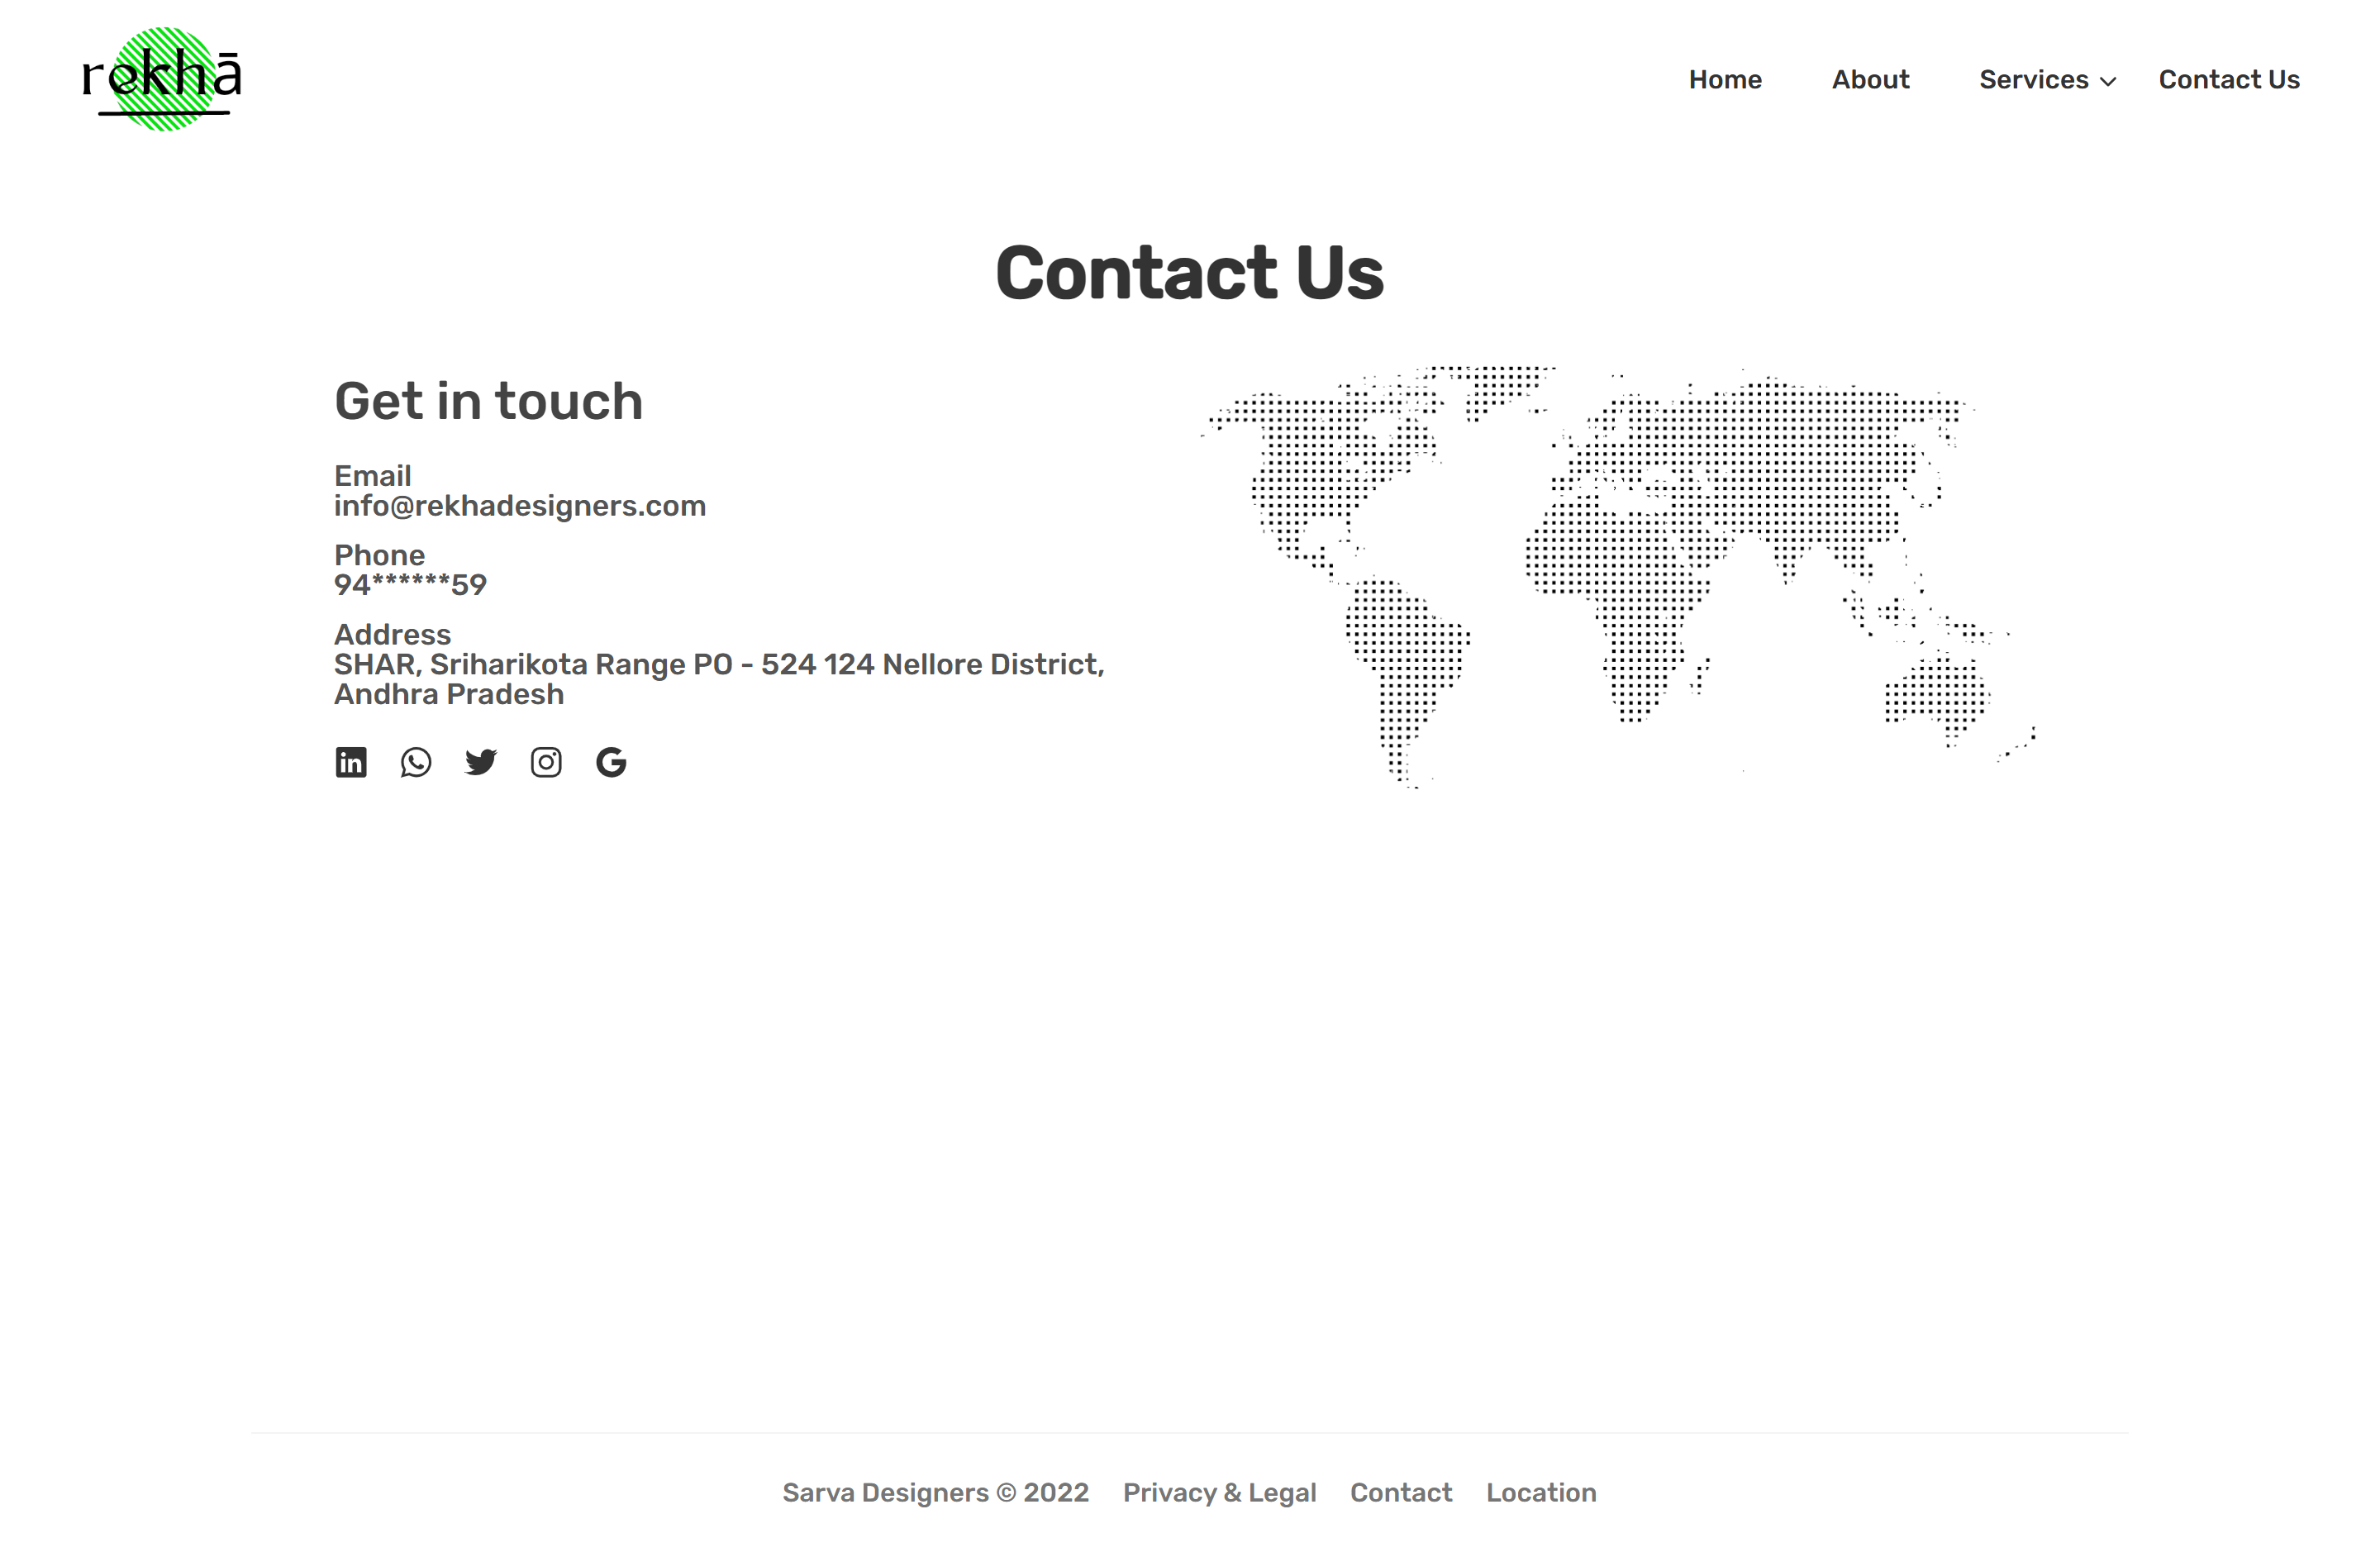 rekhā
Home About Services Contact Us
Contact Us
Get in touch
Email
info@rekhadesigners.com
Phone
94******59
Address
SHAR, Sriharikota Range PO - 524 124 Nellore District,
Andhra Pradesh
Sarva Designers © 2022 Privacy & Legal Contact Location